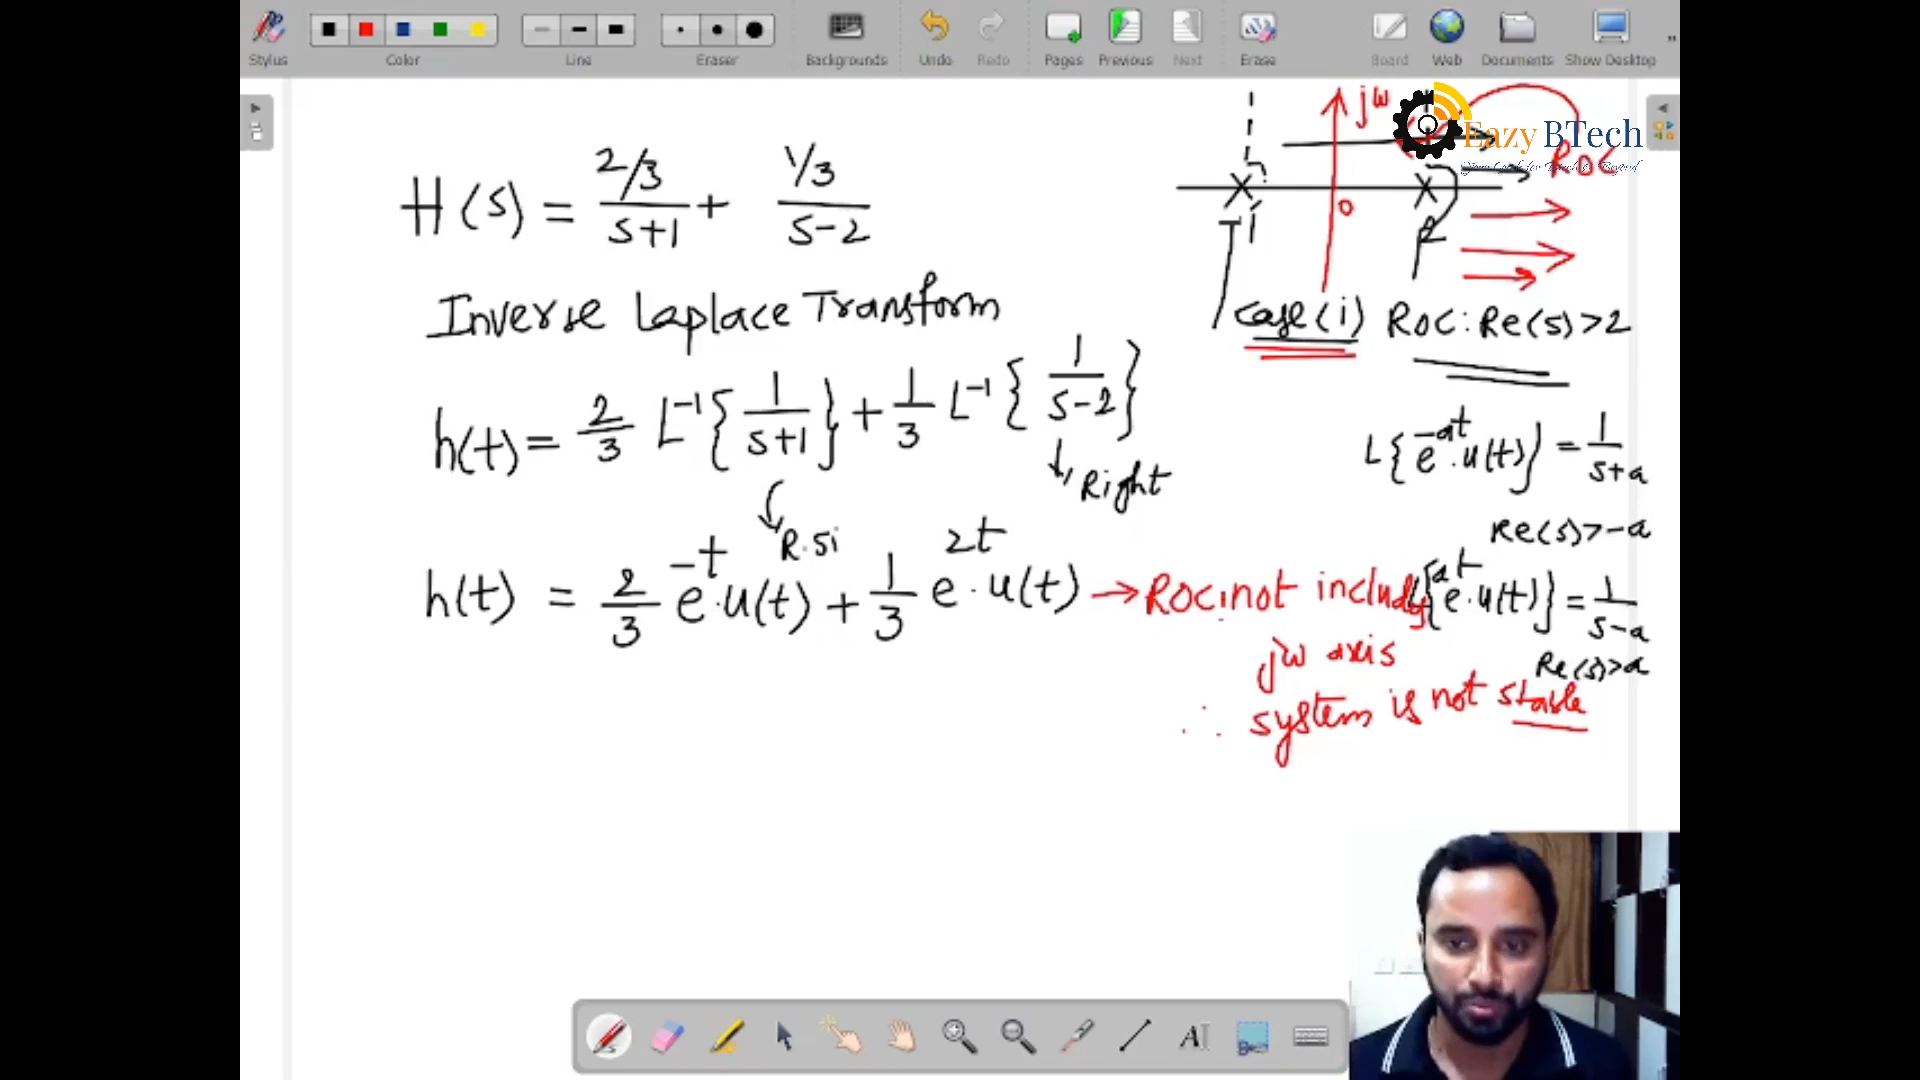 Stylus Color Line Eraser Backgrounds Undo Redo Pages Previous Next Erase Board Web Documents Show Desktop
Eazy BTech
jω
ROC
-1 0 2
H(s) = 2/3 / s+1 + 1/3 / s-2
Inverse Laplace Transform
case(i) ROC: Re(s)>2
h(t) = 2/3 L⁻¹{1/s+1} + 1/3 L⁻¹{1/s-2}
Right
R.si
L{e^-at.u(t)} = 1/s+a
Re(s)>-a
h(t) = 2/3 e^-t.u(t) + 1/3 e^2t.u(t) → ROC: not includ
{e^at.u(t)} = 1/s-a
Re(s)>a
jω axis
∴ system is not stable